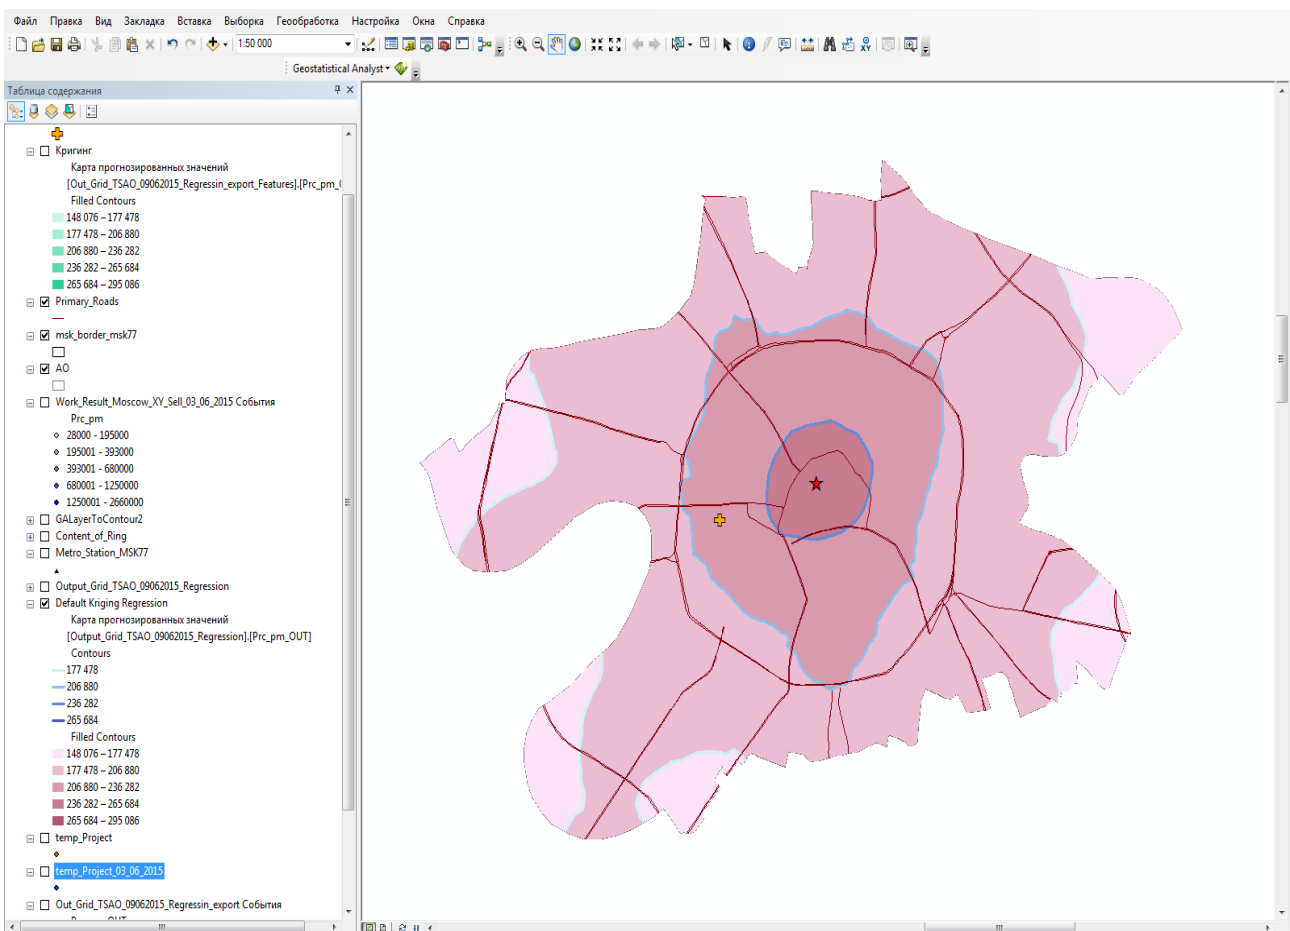 Файл Правка Вид Закладка Вставка Выборка Геообработка Настройка Окна Справка
1:50 000
Geostatistical Analyst
Таблица содержания
Кригинг
Карта прогнозированных значений
[Out_Grid_TSAO_09062015_Regressin_export_Features].[Prc_pm_
Filled Contours
148 076 – 177 478
177 478 – 206 880
206 880 – 236 282
236 282 – 265 684
265 684 – 295 086
Primary_Roads
msk_border_msk77
AO
Work_Result_Moscow_XY_Sell_03_06_2015 События
Prc_pm
28000 - 195000
195001 - 393000
393001 - 680000
680001 - 1250000
1250001 - 2660000
GALayerToContour2
Content_of_Ring
Metro_Station_MSK77
Output_Grid_TSAO_09062015_Regression
Default Kriging Regression
Карта прогнозированных значений
[Output_Grid_TSAO_09062015_Regression].[Prc_pm_OUT]
Contours
177 478
206 880
236 282
265 684
Filled Contours
148 076 – 177 478
177 478 – 206 880
206 880 – 236 282
236 282 – 265 684
265 684 – 295 086
temp_Project
temp_Project_03_06_2015
Out_Grid_TSAO_09062015_Regressin_export События